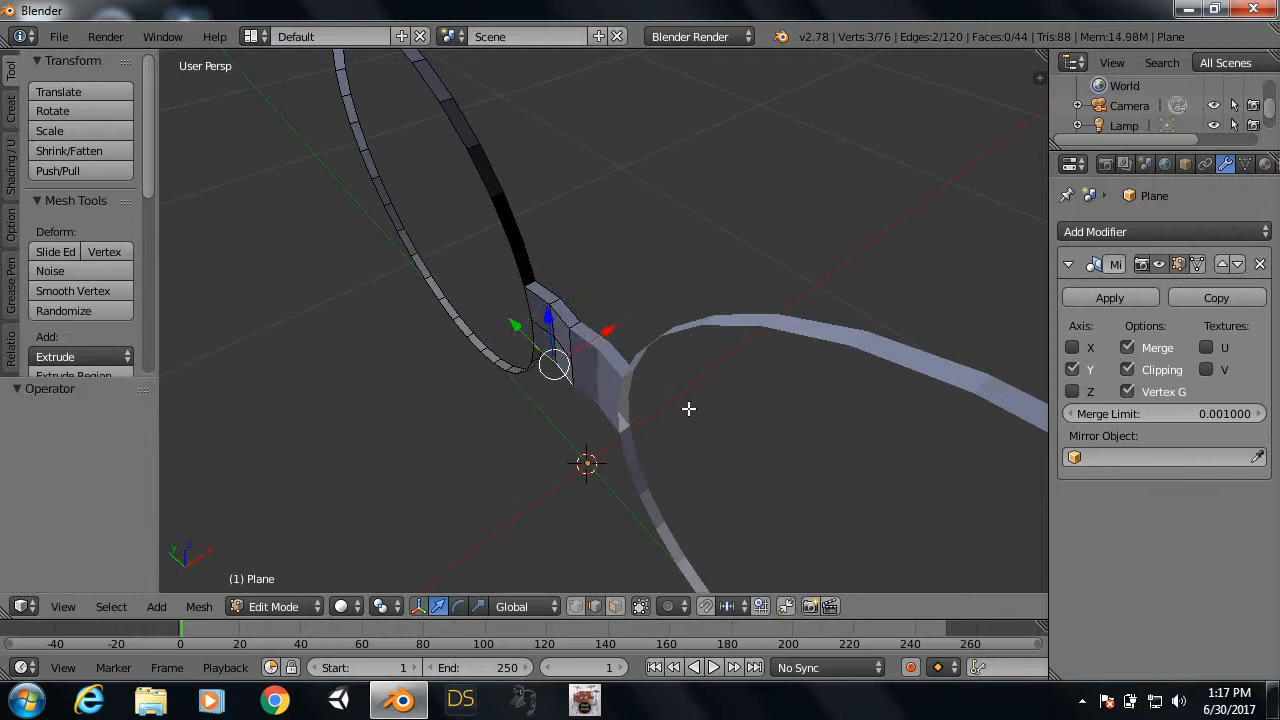 Blender
File Render Window Help Default Scene Blender Render v2.78 | Verts:3/76 | Edges:2/120 | Faces:0/44 | Tris:88 | Mem:14.98M | Plane
Transform
Translate
Rotate
Scale
Shrink/Fatten
Push/Pull
Mesh Tools
Deform:
Slide Ed Vertex
Noise
Smooth Vertex
Randomize
Add:
Extrude
Extrude Region
Operator
Tool
Creat
Shading / U
Option
Grease Pen
Relatio
User Persp
(1) Plane
View Search All Scenes
World
Camera
Lamp
Plane
Add Modifier
Mi
Apply Copy
Axis: Options: Textures:
X Merge U
Y Clipping V
Z Vertex G
Merge Limit: 0.001000
Mirror Object:
View Select Add Mesh Edit Mode Global
-40 -20 0 20 40 60 80 100 120 140 160 180 200 220 240 260
View Marker Frame Playback Start: 1 End: 250 1 No Sync
DS
1:17 PM
6/30/2017